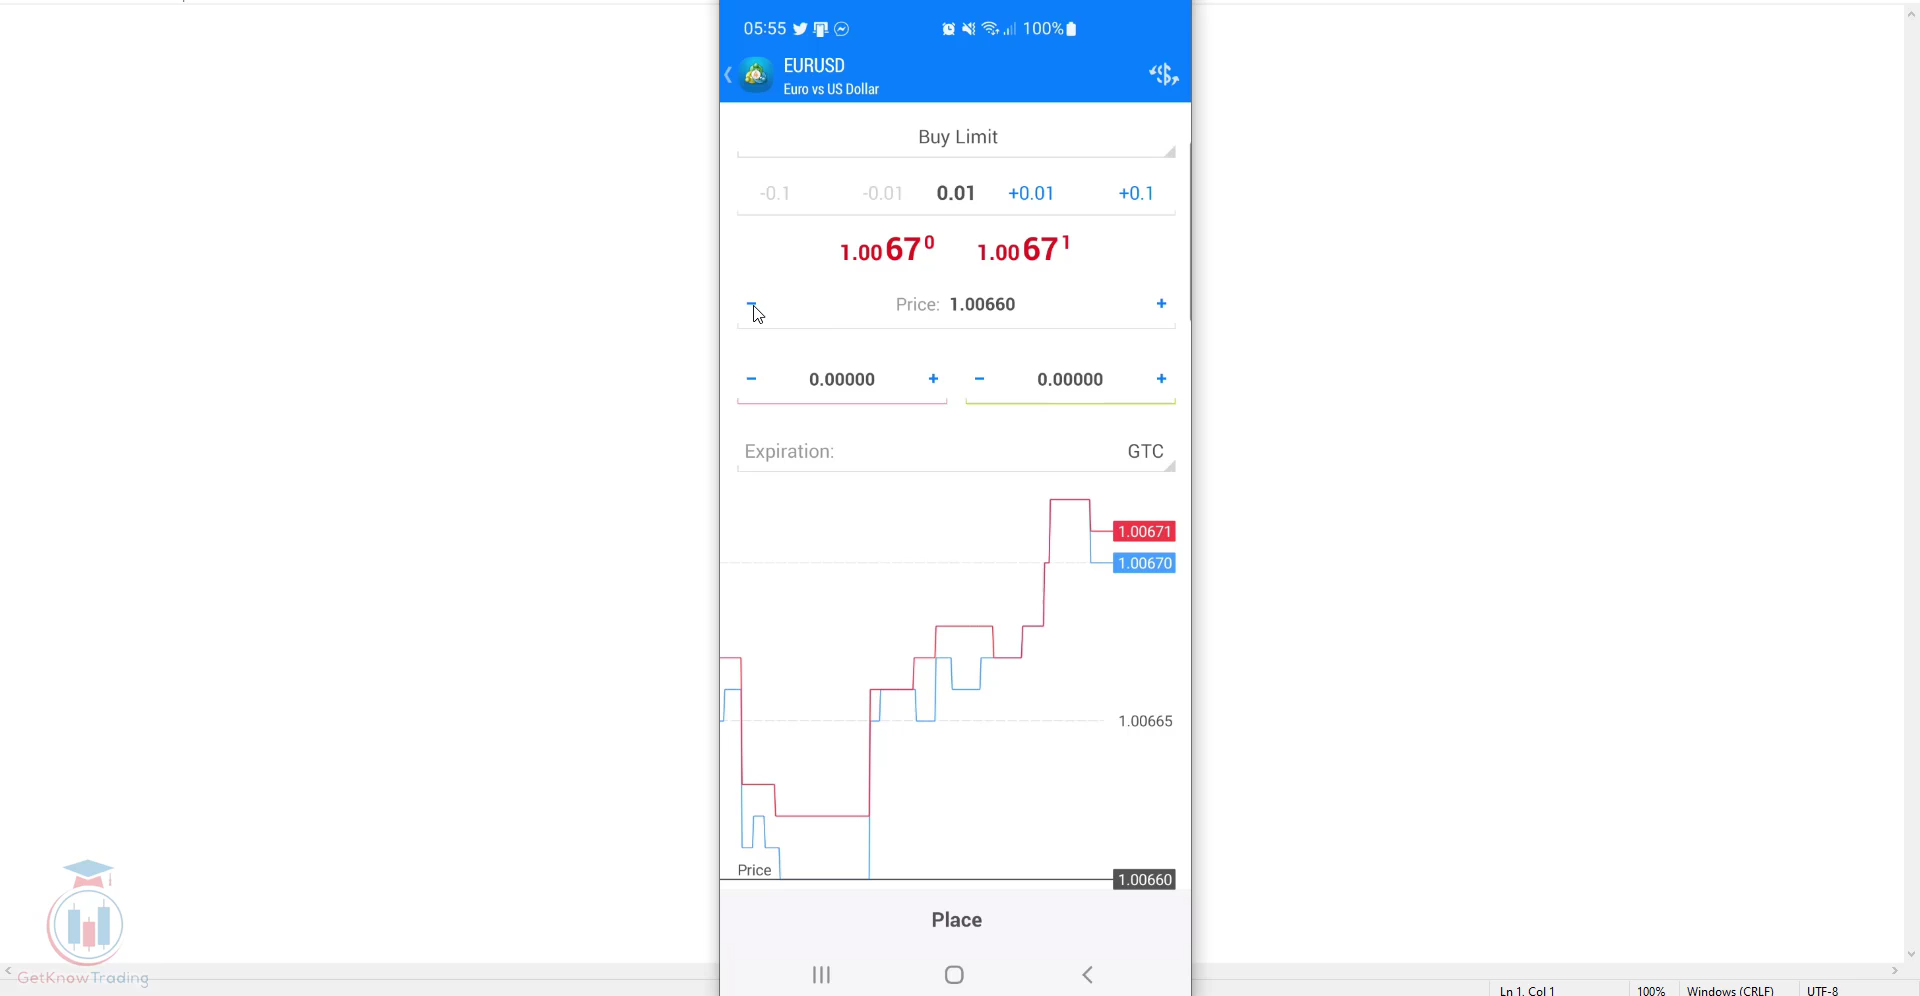 05:55 100%
EURUSD
Euro vs US Dollar
Buy Limit
-0.1 -0.01 0.01 +0.01 +0.1
1.00670 1.00671
− Price: 1.00660 +
− 0.00000 + − 0.00000 +
Expiration: GTC
1.00671
1.00670
1.00665
Price 1.00660
Place
GetKnowTrading
Ln 1, Col 1 100% Windows (CRLF) UTF-8